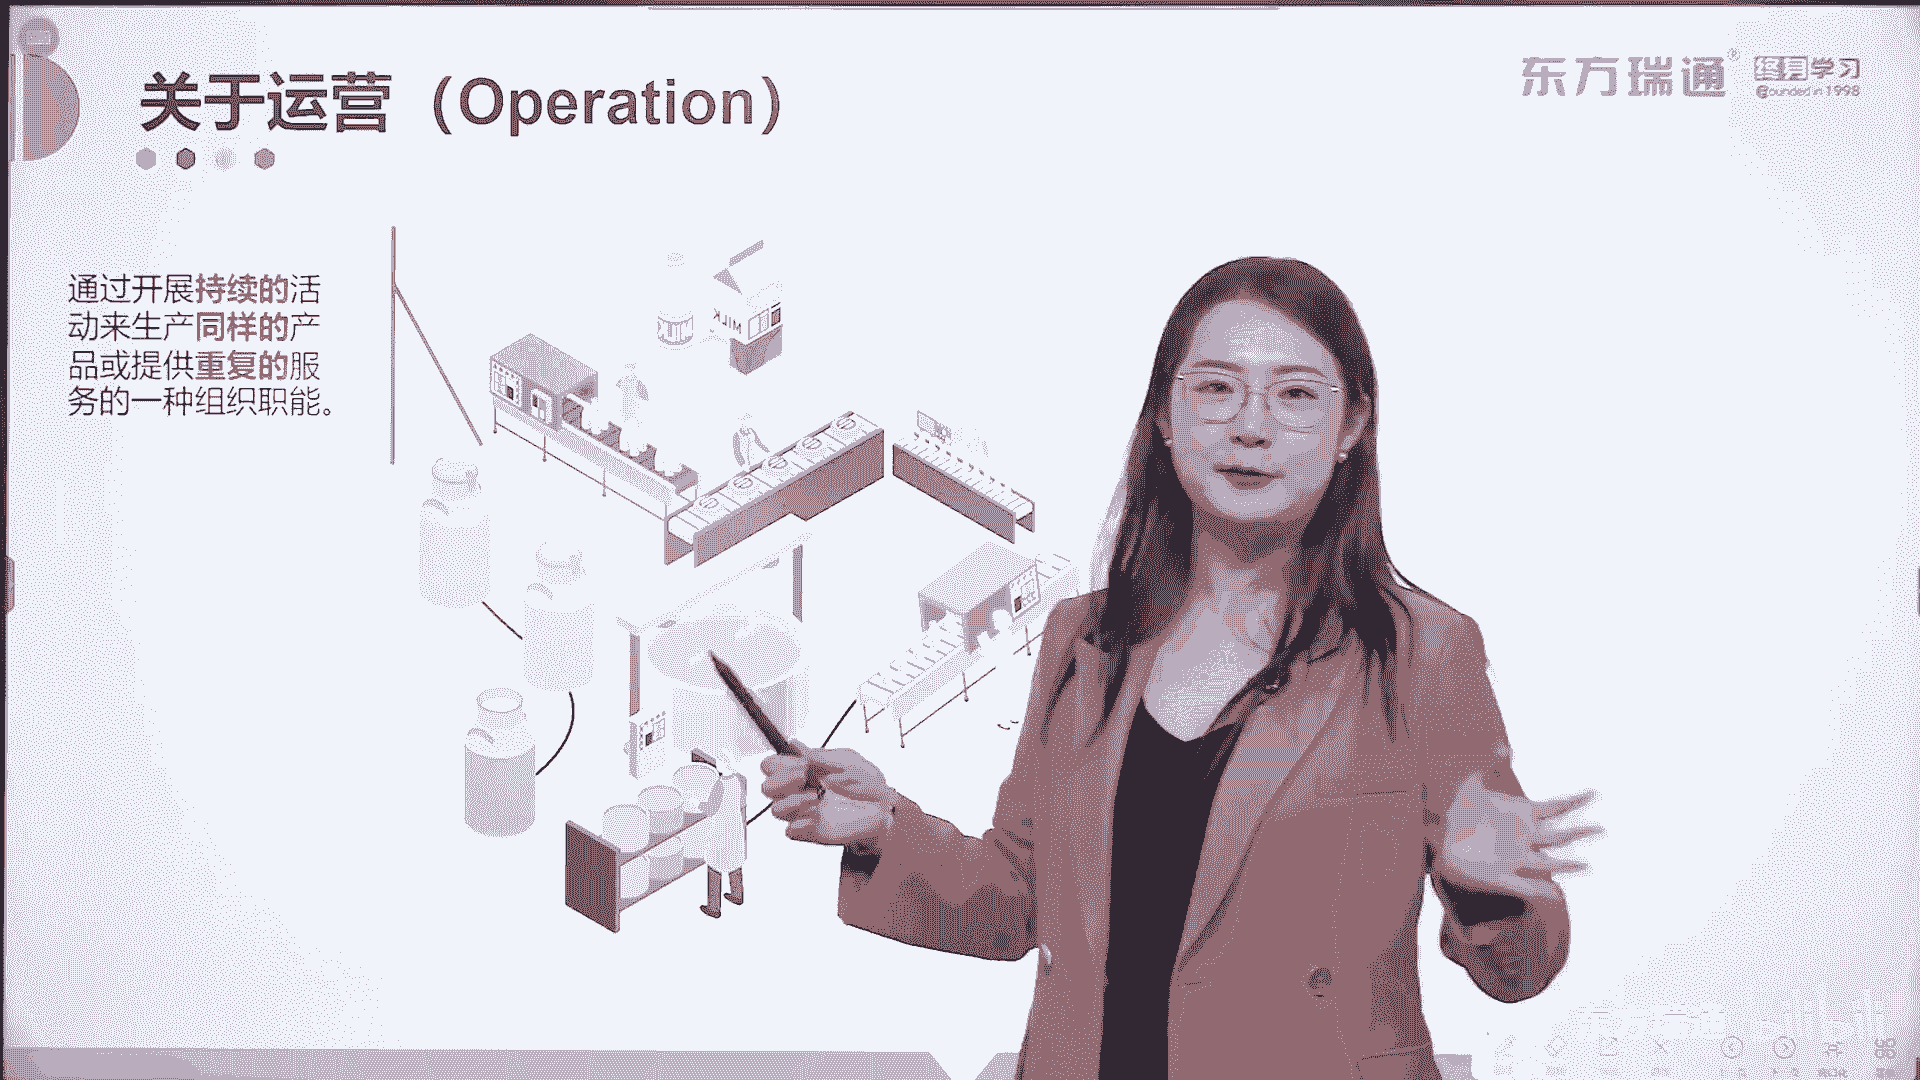 关于运营（Operation）
东方瑞通®
终身学习
Founded in 1998
通过开展持续的活
动来生产同样的产
品或提供重复的服
务的一种组织职能。
MILK